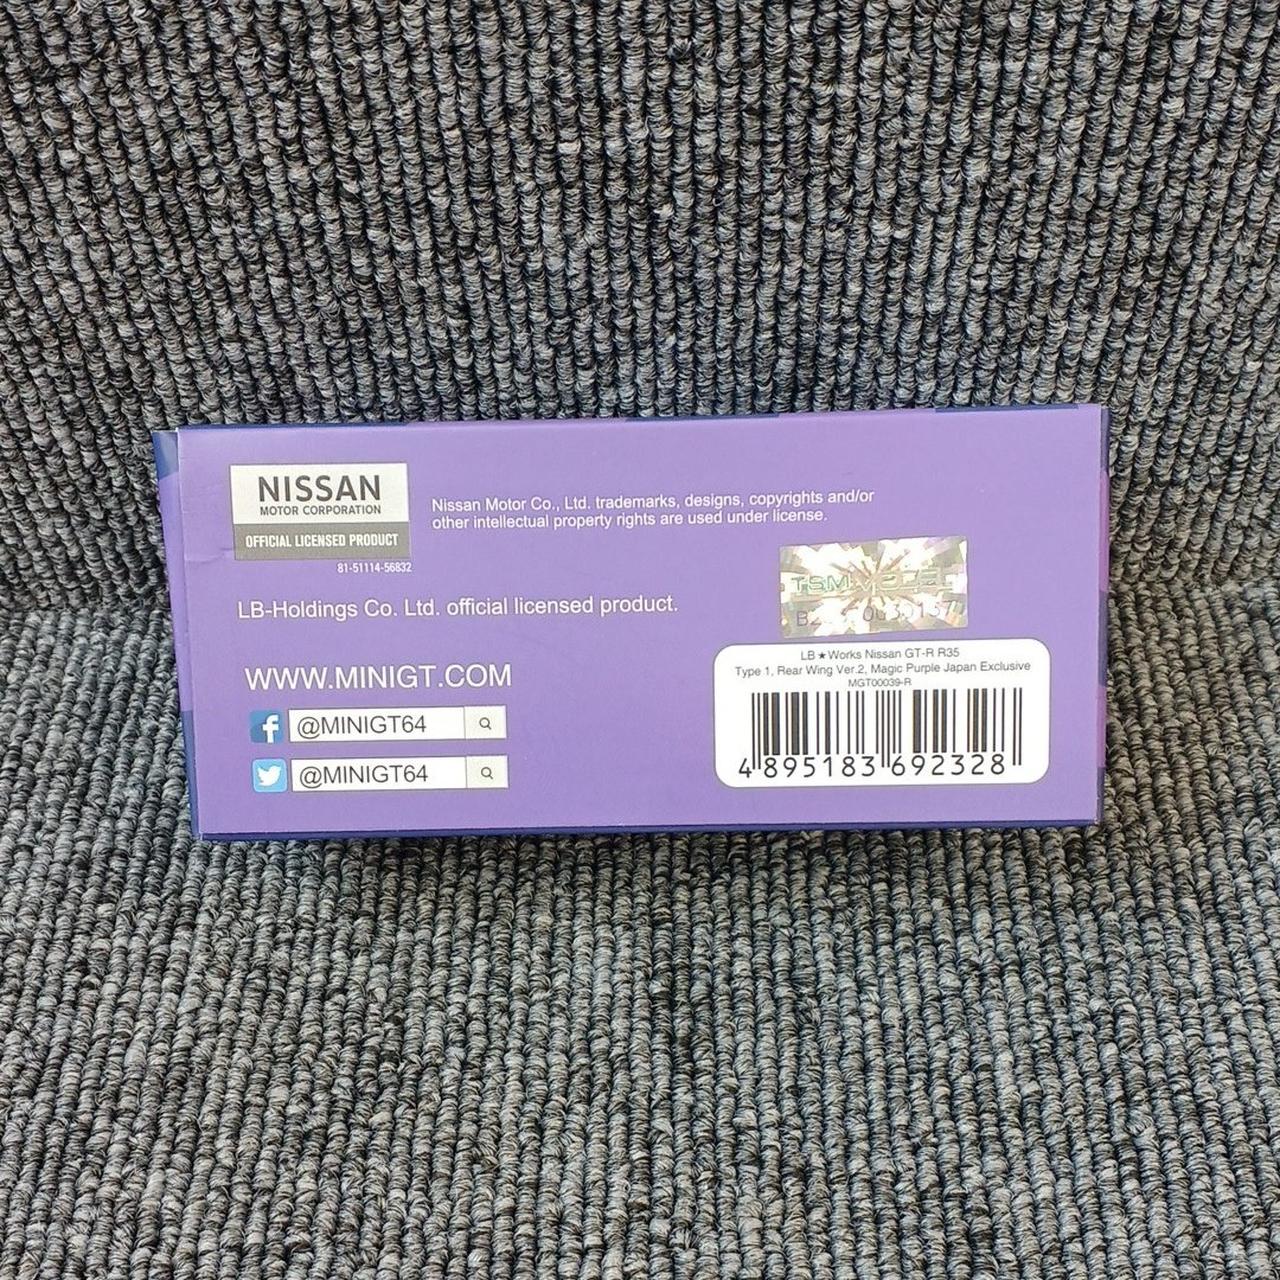 NISSAN
MOTOR CORPORATION
OFFICIAL LICENSED PRODUCT
81-51114-56832
Nissan Motor Co., Ltd. trademarks, designs, copyrights and/or
other intellectual property rights are used under license.
LB-Holdings Co. Ltd. official licensed product.
TSM
WWW.MINIGT.COM
@MINIGT64
@MINIGT64
LB★Works Nissan GT-R R35
Type 1, Rear Wing Ver.2, Magic Purple Japan Exclusive
MGT00039-R
4 895183 692328